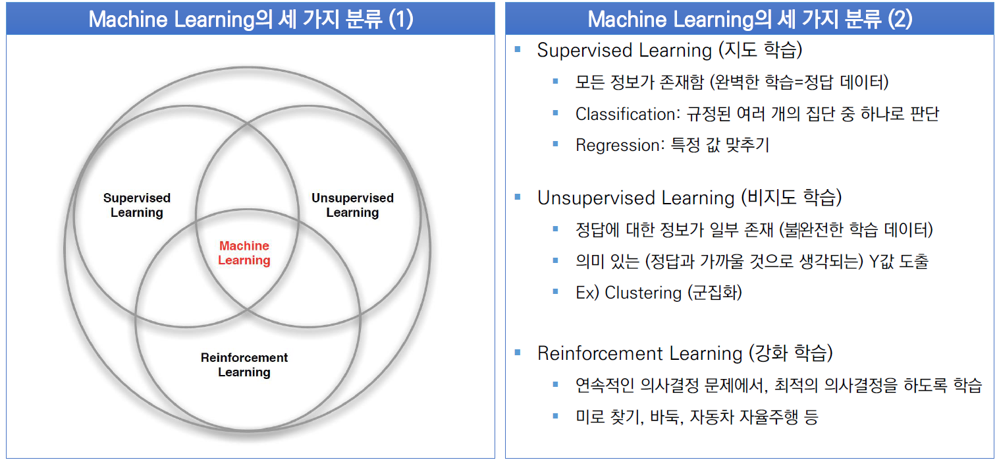 Machine Learning의 세 가지 분류 (1)
Supervised
Learning
Unsupervised
Learning
Machine
Learning
Reinforcement
Learning
Machine Learning의 세 가지 분류 (2)
Supervised Learning (지도 학습)
모든 정보가 존재함 (완벽한 학습=정답 데이터)
Classification: 규정된 여러 개의 집단 중 하나로 판단
Regression: 특정 값 맞추기
Unsupervised Learning (비지도 학습)
정답에 대한 정보가 일부 존재 (불완전한 학습 데이터)
의미 있는 (정답과 가까울 것으로 생각되는) Y값 도출
Ex) Clustering (군집화)
Reinforcement Learning (강화 학습)
연속적인 의사결정 문제에서, 최적의 의사결정을 하도록 학습
미로 찾기, 바둑, 자동차 자율주행 등